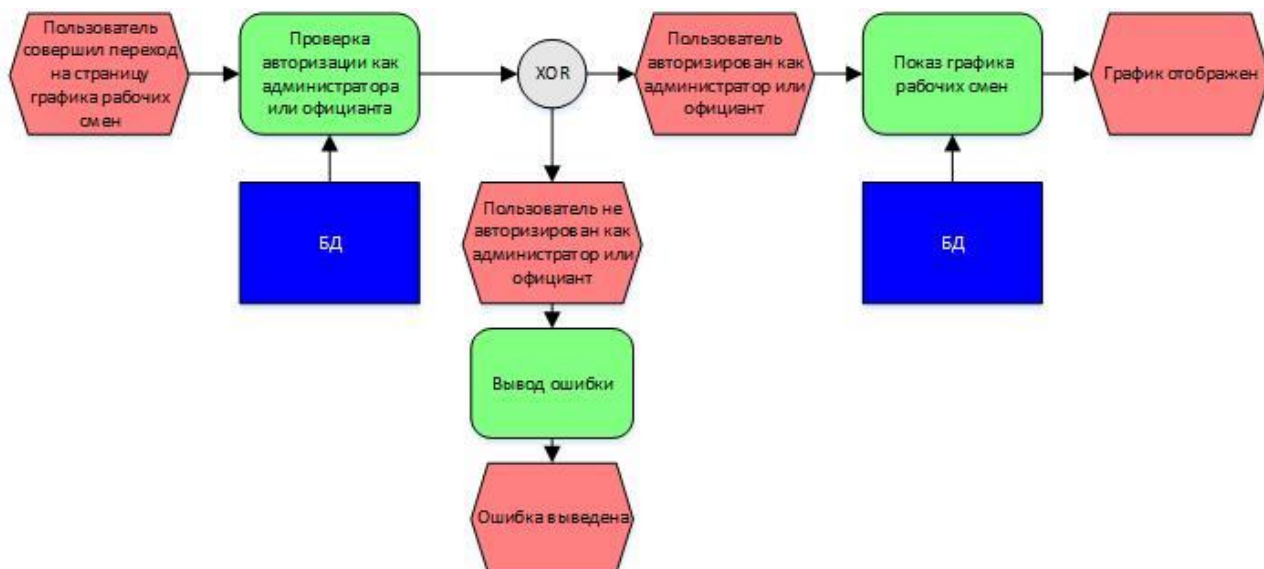 Пользователь
совершил переход
на страницу
графика рабочих
смен
Проверка
авторизации как
администратора
или официанта
XOR
Пользователь
авторизирован как
администратор или
официант
Показ графика
рабочих смен
График отображен
БД
Пользователь не
авторизирован как
администратор или
официант
БД
Вывод ошибки
Ошибка выведена